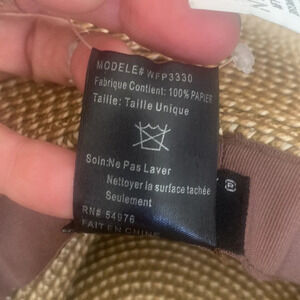 MODELE# WFP3330
Fabrique Contient: 100% PAPIER
Taille: Taille Unique
Soin:Ne Pas Laver
Nettoyer la surface tachée
Seulement
RN# 54976
FAIT EN CHINE